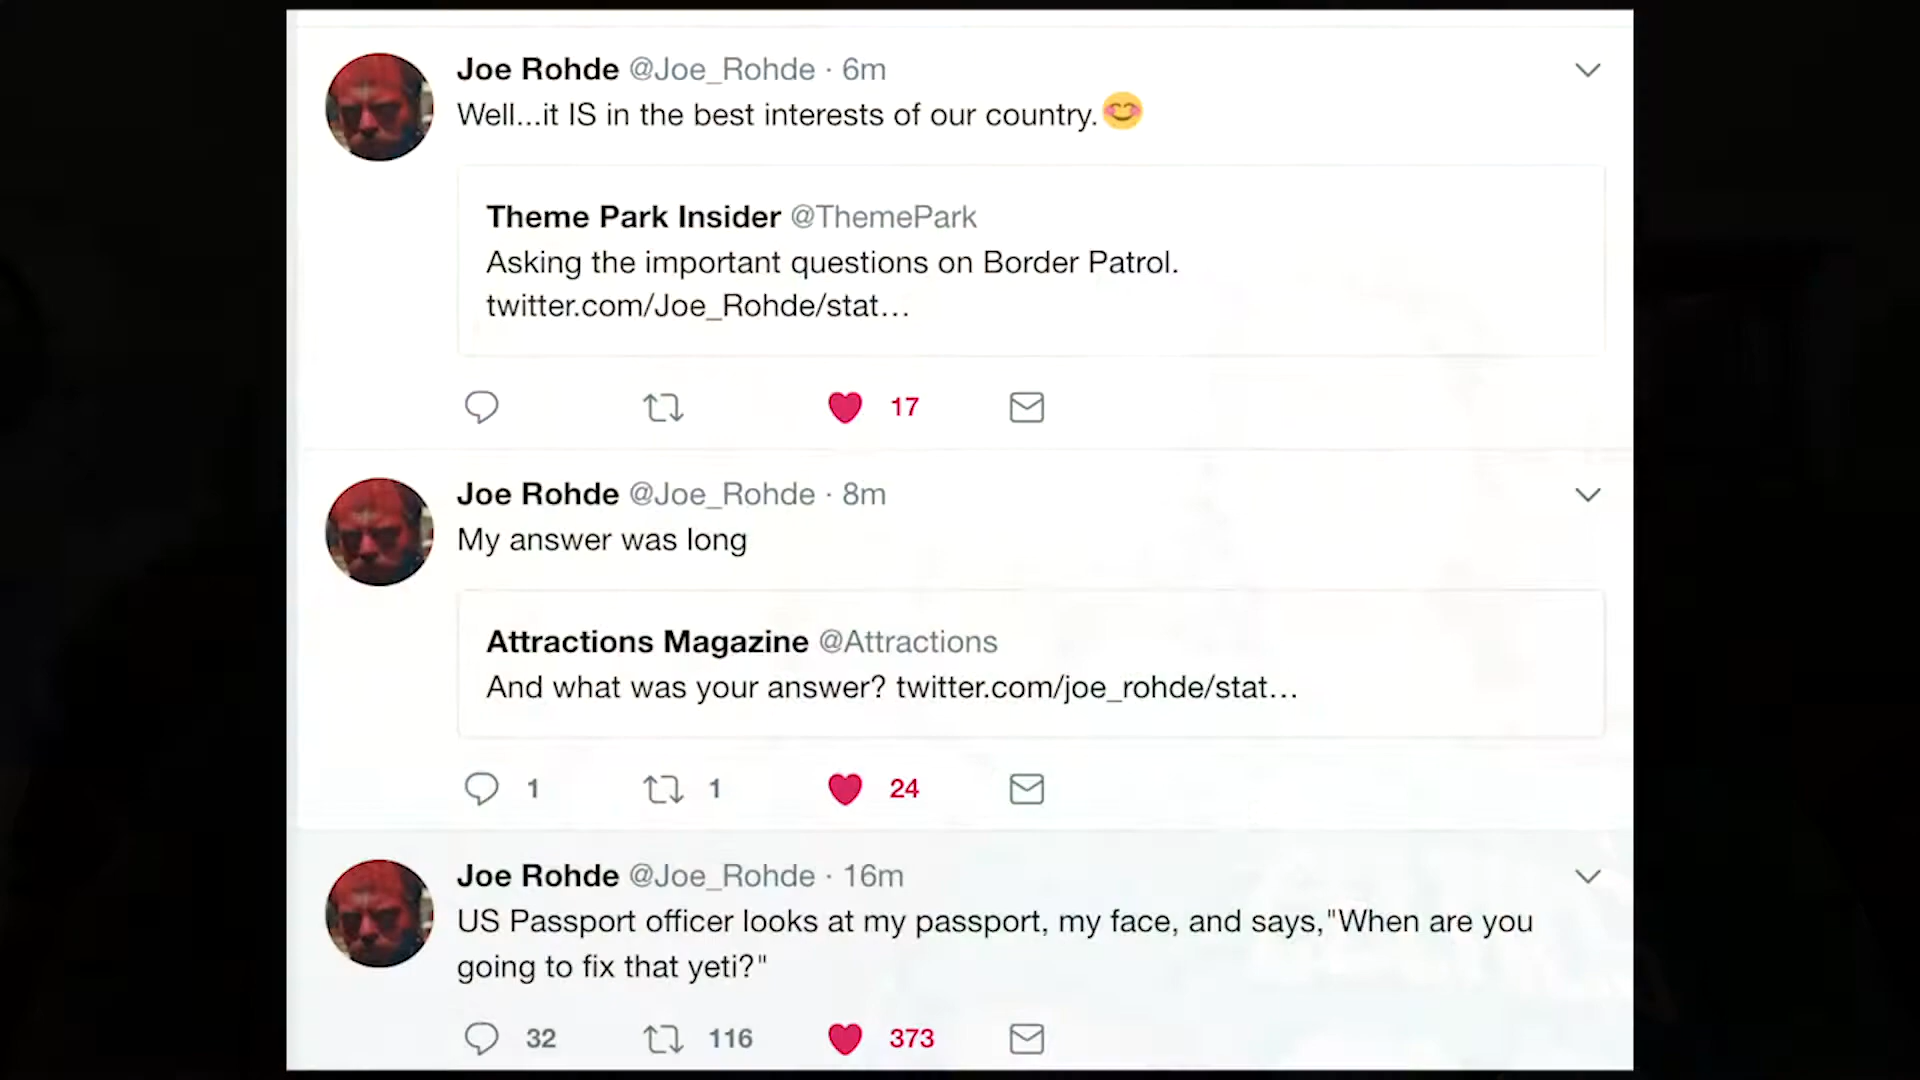 Joe Rohde @Joe_Rohde · 6m
Well...it IS in the best interests of our country.😊
Theme Park Insider @ThemePark
Asking the important questions on Border Patrol.
twitter.com/Joe_Rohde/stat…
17
Joe Rohde @Joe_Rohde · 8m
My answer was long
Attractions Magazine @Attractions
And what was your answer? twitter.com/joe_rohde/stat…
1 1 24
Joe Rohde @Joe_Rohde · 16m
US Passport officer looks at my passport, my face, and says,"When are you
going to fix that yeti?"
32 116 373